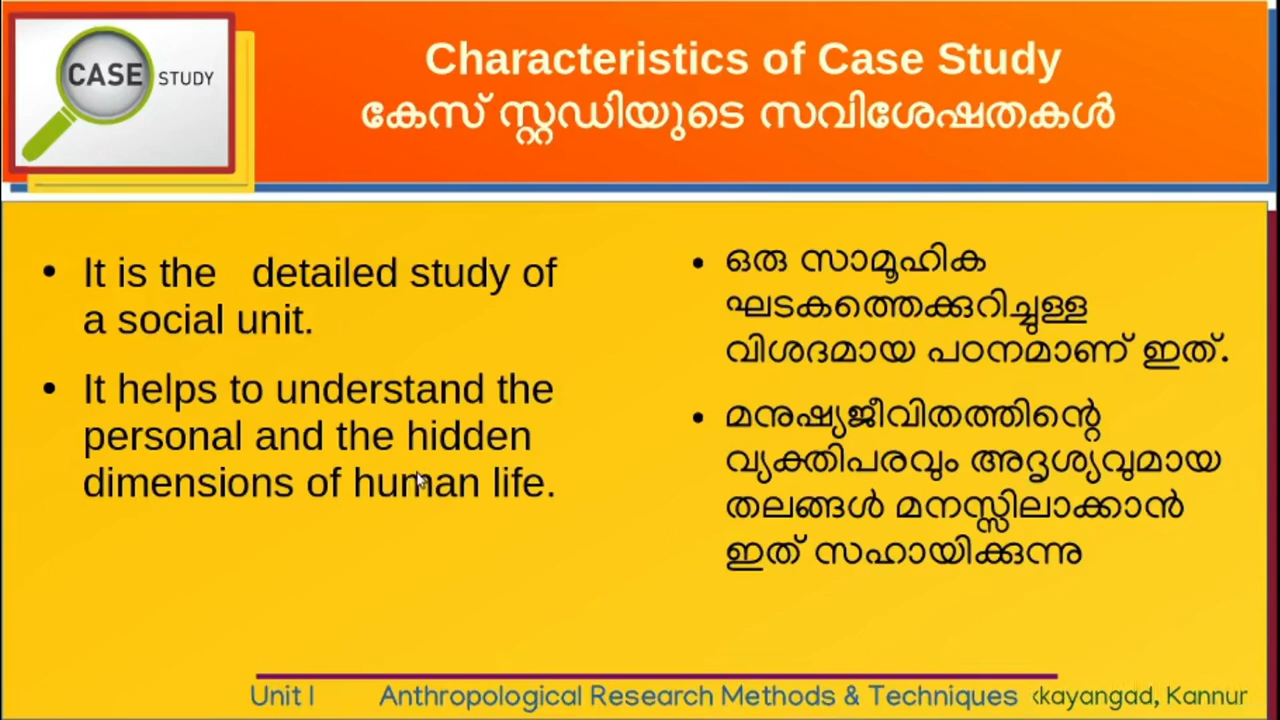 CASE STUDY
Characteristics of Case Study
കേസ് സ്റ്റഡിയുടെ സവിശേഷതകൾ
• It is the detailed study of
a social unit.
• It helps to understand the
personal and the hidden
dimensions of human life.
• ഒരു സാമൂഹിക
ഘടകത്തെക്കുറിച്ചുള്ള
വിശദമായ പഠനമാണ് ഇത്.
• മനുഷ്യജീവിതത്തിന്റെ
വ്യക്തിപരവും അദൃശ്യവുമായ
തലങ്ങൾ മനസ്സിലാക്കാൻ
ഇത് സഹായിക്കുന്നു
Unit I Anthropological Research Methods & Techniques Kannur